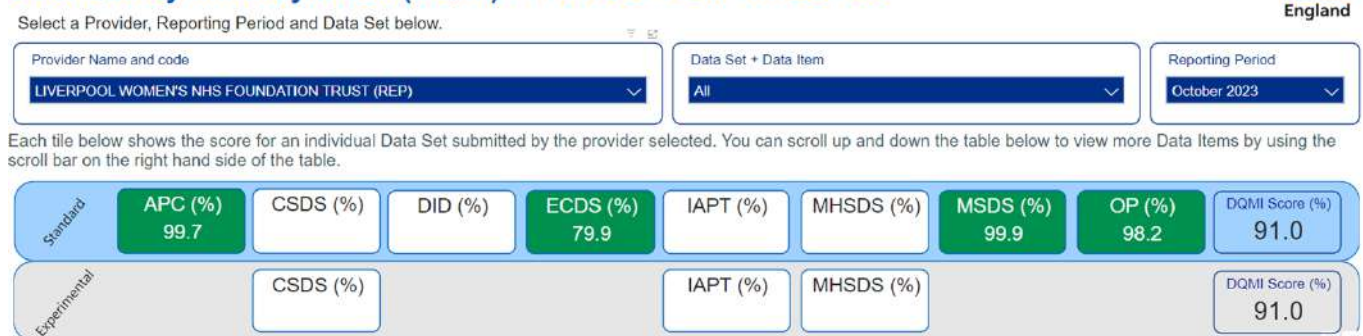 England
Select a Provider, Reporting Period and Data Set below.
Provider Name and code
Data Set + Data Item
Reporting Period
LIVERPOOL WOMEN'S NHS FOUNDATION TRUST (REP)
All
October 2023
Each tile below shows the score for an individual Data Set submitted by the provider selected. You can scroll up and down the table below to view more Data Items by using the
scroll bar on the right hand side of the table.
Standard
APC (%)
99.7
CSDS (%)
DID (%)
ECDS (%)
79.9
IAPT (%)
MHSDS (%)
MSDS (%)
99.9
OP (%)
98.2
DQMI Score (%)
91.0
Experimental
CSDS (%)
IAPT (%)
MHSDS (%)
DQMI Score (%)
91.0